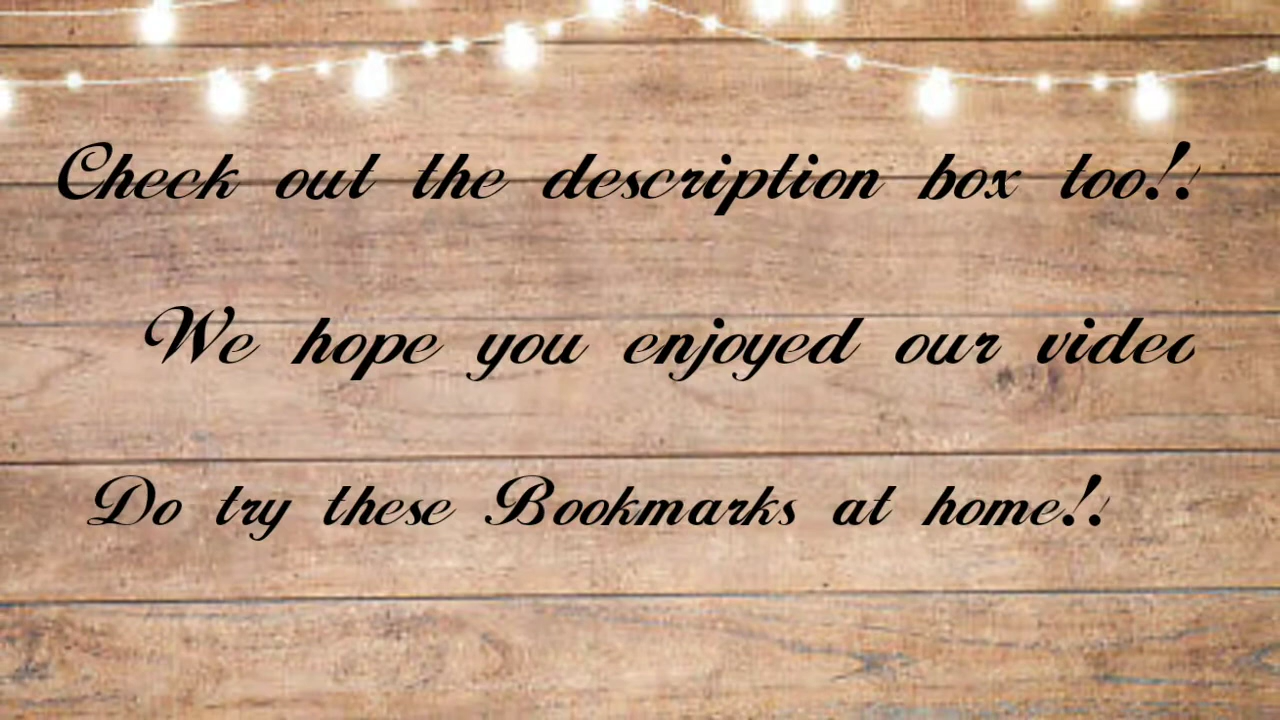 Check out the description box too!!
We hope you enjoyed our video
Do try these Bookmarks at home!!